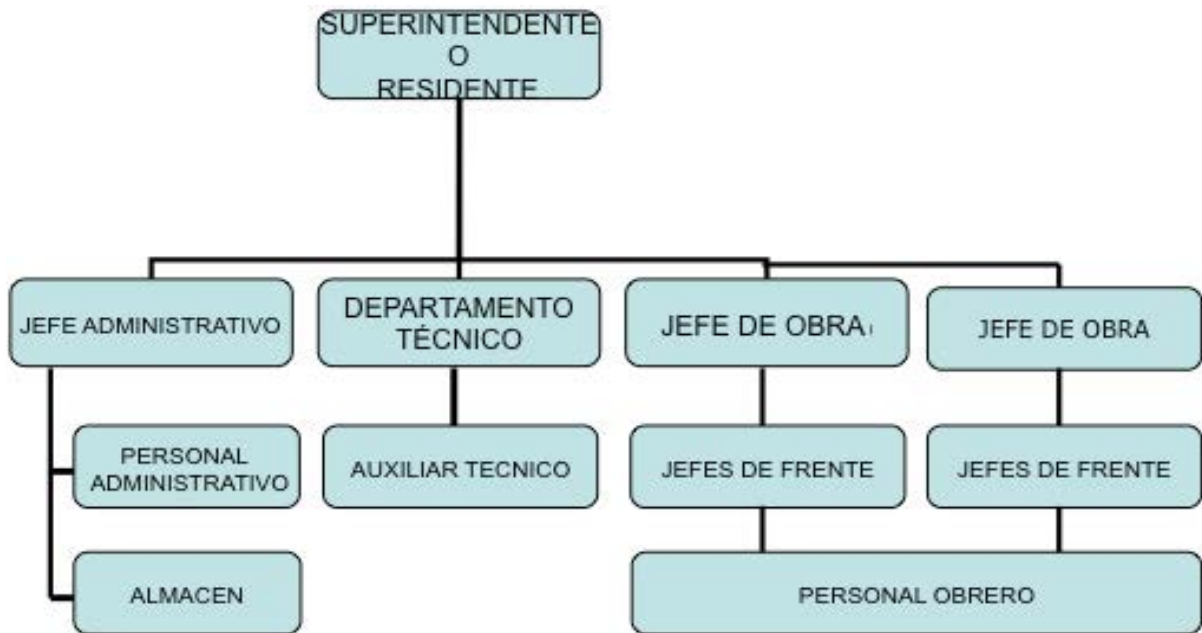 SUPERINTENDENTE
O
RESIDENTE
JEFE ADMINISTRATIVO
DEPARTAMENTO
TÉCNICO
JEFE DE OBRA
JEFE DE OBRA
PERSONAL
ADMINISTRATIVO
AUXILIAR TECNICO
JEFES DE FRENTE
JEFES DE FRENTE
ALMACEN
PERSONAL OBRERO